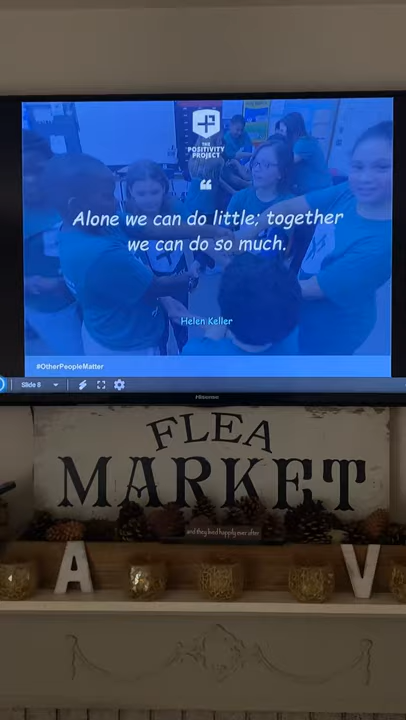 THE
POSITIVITY
PROJECT
“
Alone we can do little; together
we can do so much.
Helen Keller
#OtherPeopleMatter
Slide 8
Hisense
FLEA
MARKET
and they lived happily ever after
A V